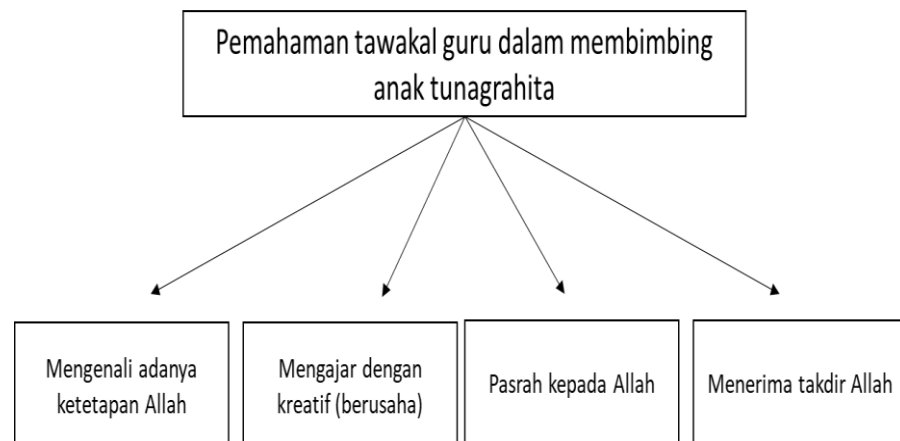 Pemahaman tawakal guru dalam membimbing
anak tunagrahita
Mengenali adanya
ketetapan Allah
Mengajar dengan
kreatif (berusaha)
Pasrah kepada Allah
Menerima takdir Allah